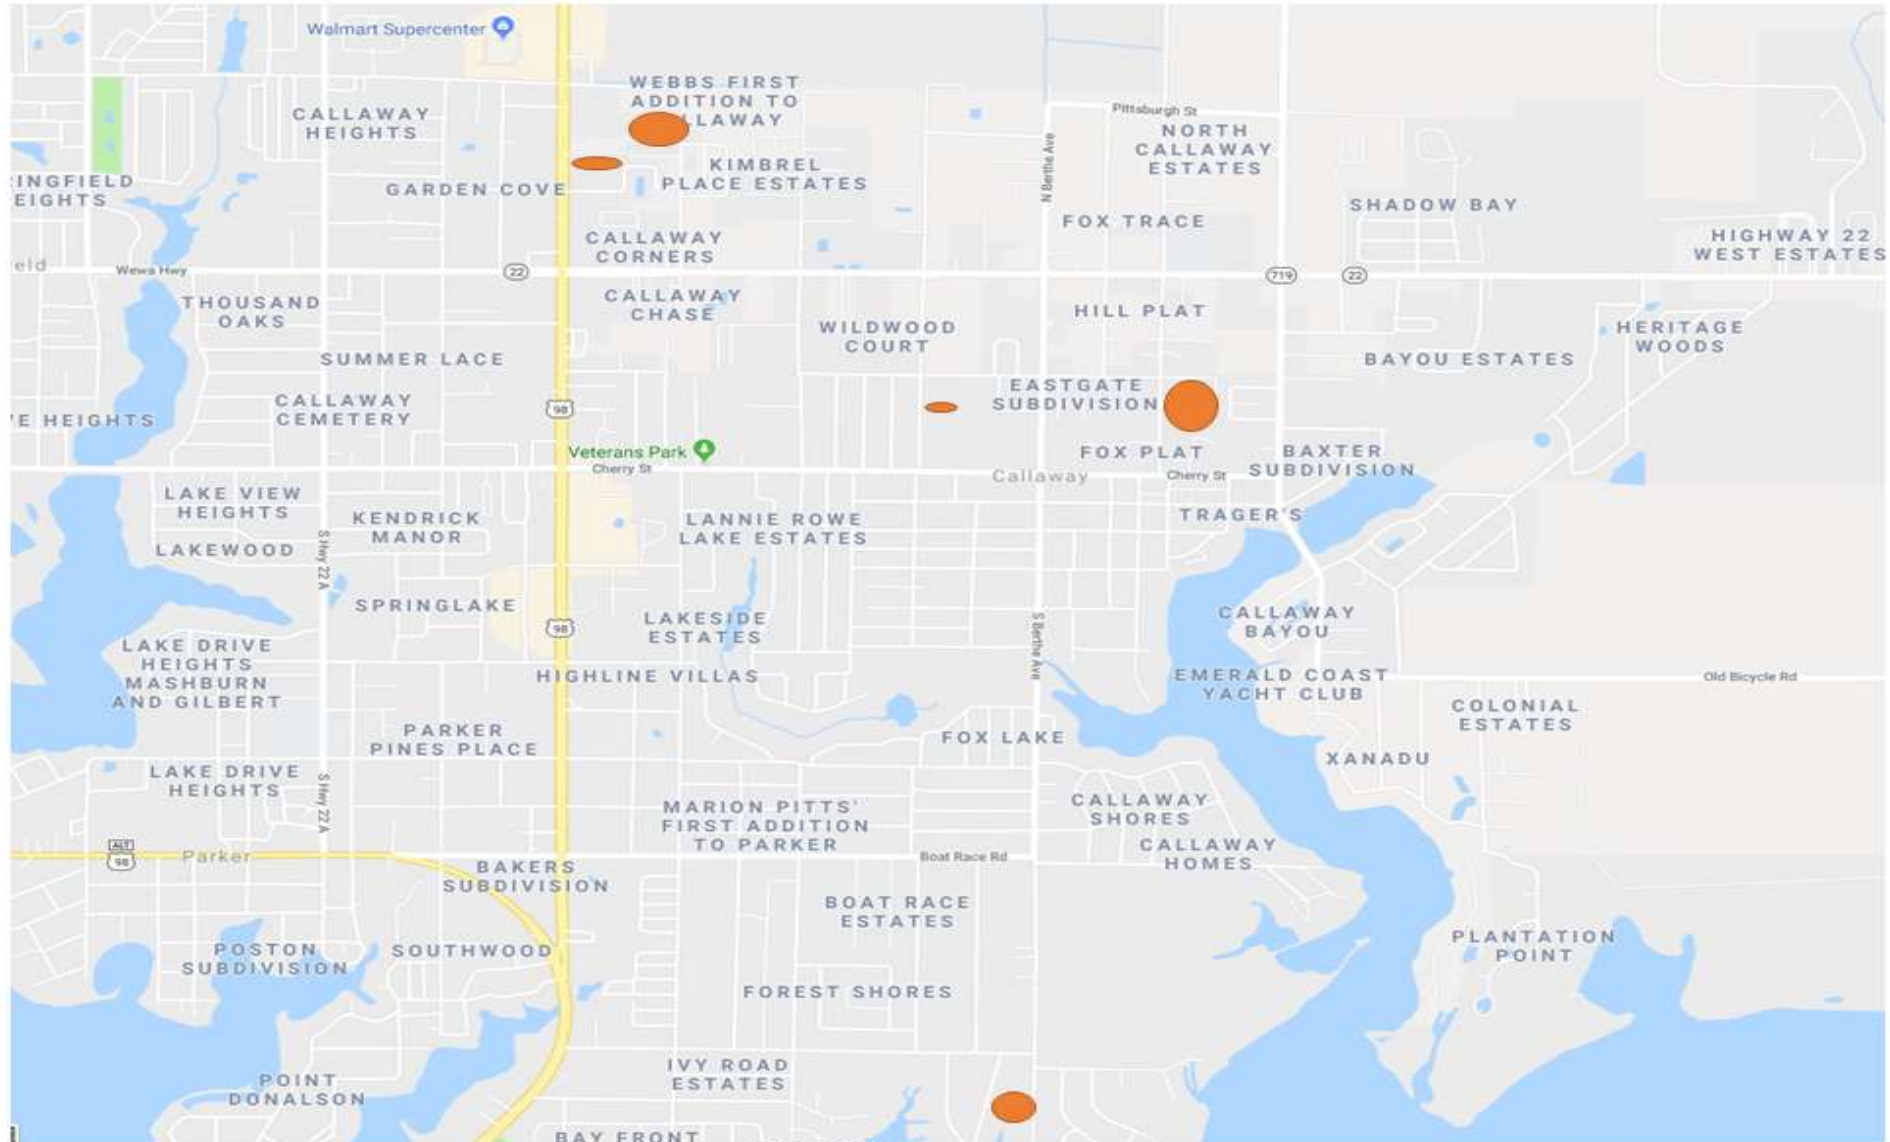 Walmart Supercenter
WEBBS FIRST
ADDITION TO
LLAWAY
CALLAWAY
HEIGHTS
Pittsburgh St
NORTH
CALLAWAY
ESTATES
N Berthe Ave
KIMBREL
PLACE ESTATES
GARDEN COVE
RINGFIELD
EIGHTS
SHADOW BAY
FOX TRACE
HIGHWAY 22
WEST ESTATES
CALLAWAY
CORNERS
eld
Wewa Hwy
22
719
22
THOUSAND
OAKS
CALLAWAY
CHASE
HILL PLAT
WILDWOOD
COURT
HERITAGE
WOODS
SUMMER LACE
BAYOU ESTATES
EASTGATE
SUBDIVISION
CALLAWAY
CEMETERY
98
VE HEIGHTS
Veterans Park
Cherry St
FOX PLAT
BAXTER
SUBDIVISION
Callaway
Cherry St
LAKE VIEW
HEIGHTS
KENDRICK
MANOR
LANNIE ROWE
LAKE ESTATES
TRAGER'S
LAKEWOOD
S Hwy 22 A
SPRINGLAKE
98
LAKESIDE
ESTATES
S Berthe Ave
CALLAWAY
BAYOU
LAKE DRIVE
HEIGHTS
MASHBURN
AND GILBERT
HIGHLINE VILLAS
EMERALD COAST
YACHT CLUB
Old Bicycle Rd
COLONIAL
ESTATES
PARKER
PINES PLACE
FOX LAKE
XANADU
LAKE DRIVE
HEIGHTS
S Hwy 22 A
MARION PITTS'
FIRST ADDITION
TO PARKER
CALLAWAY
SHORES
CALLAWAY
HOMES
ALT
98
Parker
Boat Race Rd
BAKERS
SUBDIVISION
BOAT RACE
ESTATES
POSTON
SUBDIVISION
SOUTHWOOD
PLANTATION
POINT
FOREST SHORES
IVY ROAD
ESTATES
POINT
DONALSON
BAY FRONT